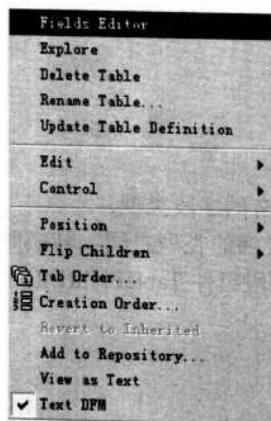 Fields Editor
Explore
Delete Table
Rename Table...
Update Table Definition
Edit
Control
Position
Flip Children
Tab Order...
Creation Order...
Revert to Inherited
Add to Repository...
View as Text
Text DFM